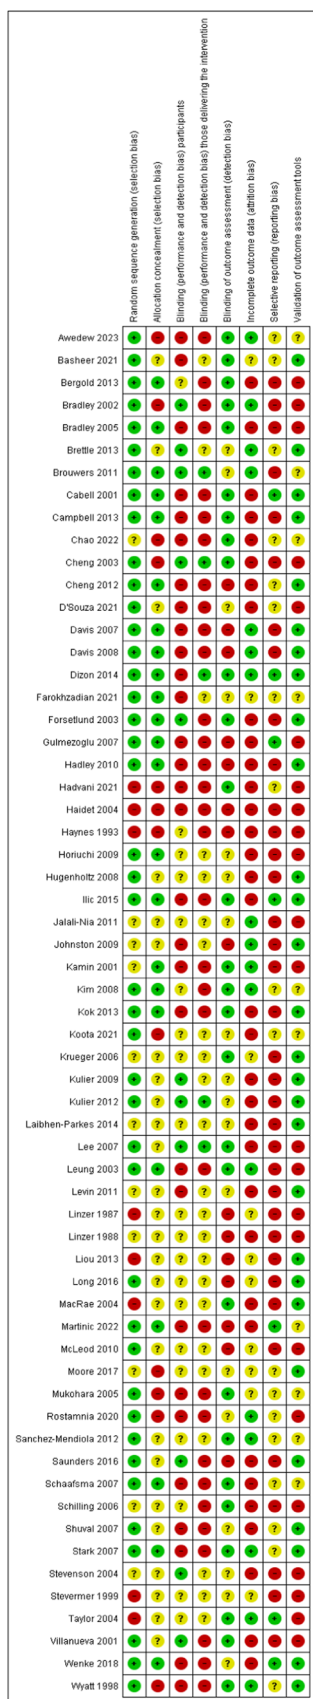 Random sequence generation (selection bias)
Allocation concealment (selection bias)
Blinding (performance and detection bias) participants
Blinding (performance and detection bias) those delivering the intervention
Blinding of outcome assessment (detection bias)
Incomplete outcome data (attrition bias)
Selective reporting (reporting bias)
Validation of outcome assessment tools
Awedew 2023 + - - - + + ? ?
Basheer 2021 + ? - ? + ? ? +
Bergold 2013 + + ? - + - - -
Bradley 2002 + - + - + + - -
Bradley 2005 + + - - + - - -
Brettle 2013 + ? + ? ? + ? +
Brouwers 2011 + + + + ? + - ?
Cabell 2001 + + - - + - + +
Campbell 2013 + + - - + - - +
Chao 2022 ? - - - + - ? ?
Cheng 2003 + - + + + - - -
Cheng 2012 + + - - - - ? +
D'Souza 2021 + ? - - ? - ? -
Davis 2007 + + - - - + - +
Davis 2008 + + - - - + - +
Dizon 2014 + + - + + + + +
Farokhzadian 2021 + + - ? ? ? ? ?
Forsetlund 2003 + + + - + - - +
Gulmezoglu 2007 + + - - - - + -
Hadley 2010 + + - - - - - +
Hadvani 2021 - - - - + - ? -
Haidet 2004 - - - - - - - -
Haynes 1993 - - ? - - - - -
Horiuchi 2009 + + ? ? ? - - -
Hugenholtz 2008 + ? ? ? ? - - +
Ilic 2015 + + - - + - + +
Jalali-Nia 2011 ? ? ? ? ? + - -
Johnston 2009 ? ? - ? - + - +
Kamin 2001 ? + - - + + - -
Kim 2008 + + ? - + + ? ?
Kok 2013 + + - - + - - +
Koota 2021 + - ? ? ? - ? ?
Krueger 2006 ? ? ? ? + ? - +
Kulier 2009 + ? + ? ? - - +
Kulier 2012 + ? + + ? - - +
Laibhen-Parkes 2014 ? ? ? ? ? - - +
Lee 2007 + ? + + + - - -
Leung 2003 + + - - + + - -
Levin 2011 ? ? - ? ? - - +
Linzer 1987 - ? ? ? - ? - -
Linzer 1988 ? ? ? ? - - - -
Liou 2013 - ? ? ? - ? - +
Long 2016 + ? ? ? - ? - +
MacRae 2004 - ? ? ? + - - +
Martinic 2022 + + - - - - + ?
McLeod 2010 + ? ? ? - ? - -
Moore 2017 ? - ? ? ? ? ? +
Mukohara 2005 + - - - + ? ? ?
Rostamnia 2020 + - - - ? + ? -
Sanchez-Mendiola 2012 + ? ? ? + + ? ?
Saunders 2016 + ? + - - - - +
Schaafsma 2007 + + - - + - ? ?
Schilling 2006 ? ? ? - + - - -
Shuval 2007 + ? - - ? - ? +
Stark 2007 + + - - + + ? +
Stevenson 2004 ? ? + ? ? - - -
Stevermer 1999 - ? ? ? ? ? - -
Taylor 2004 - ? ? ? + + + -
Villanueva 2001 + ? + - + - - -
Wenke 2018 + + - - ? - + +
Wyatt 1998 + - - - + + ? +